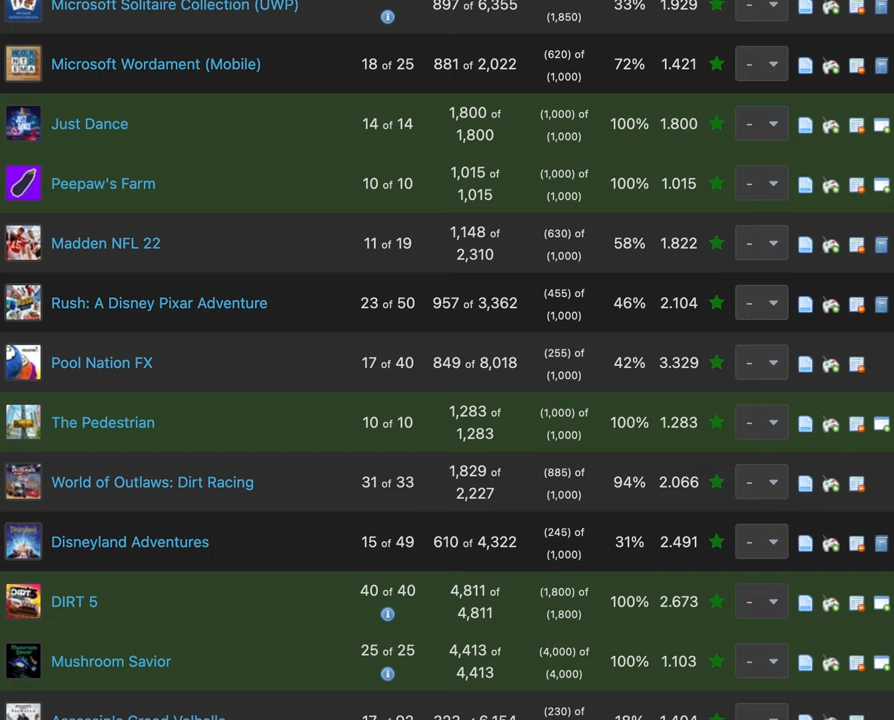 Microsoft Solitaire Collection (UWP) 897 of 6,355 (1,850) 33% 1.929 -
Microsoft Wordament (Mobile) 18 of 25 881 of 2,022 (620) of (1,000) 72% 1.421 -
Just Dance 14 of 14 1,800 of 1,800 (1,000) of (1,000) 100% 1.800 -
Peepaw's Farm 10 of 10 1,015 of 1,015 (1,000) of (1,000) 100% 1.015 -
Madden NFL 22 11 of 19 1,148 of 2,310 (630) of (1,000) 58% 1.822 -
Rush: A Disney Pixar Adventure 23 of 50 957 of 3,362 (455) of (1,000) 46% 2.104 -
Pool Nation FX 17 of 40 849 of 8,018 (255) of (1,000) 42% 3.329 -
The Pedestrian 10 of 10 1,283 of 1,283 (1,000) of (1,000) 100% 1.283 -
World of Outlaws: Dirt Racing 31 of 33 1,829 of 2,227 (885) of (1,000) 94% 2.066 -
Disneyland Adventures 15 of 49 610 of 4,322 (245) of (1,000) 31% 2.491 -
DIRT 5 40 of 40 4,811 of 4,811 (1,800) of (1,800) 100% 2.673 -
Mushroom Savior 25 of 25 4,413 of 4,413 (4,000) of (4,000) 100% 1.103 -
Assassin's Creed Valhalla (230) of